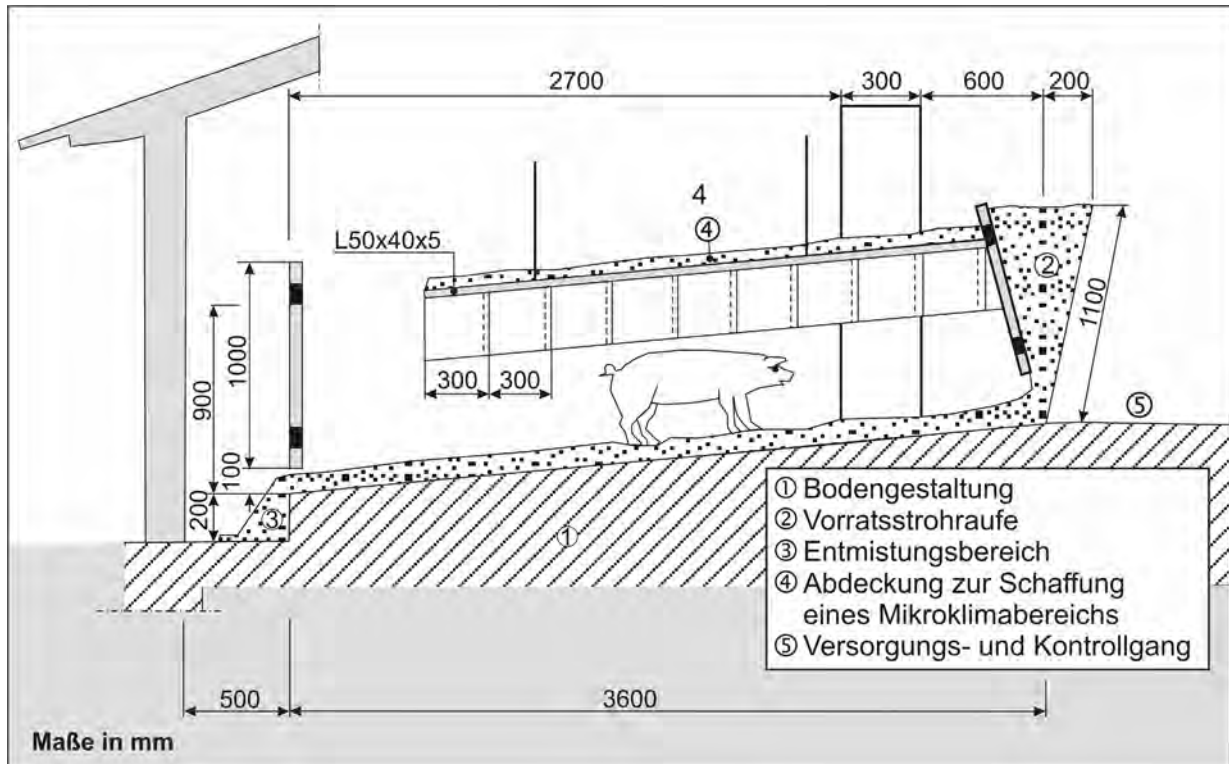 2700
300
600
200
4
④
L50x40x5
②
1000
900
1100
300
300
⑤
100
200
③
①
① Bodengestaltung
② Vorratsstrohraufe
③ Entmistungsbereich
④ Abdeckung zur Schaffung
eines Mikroklimabereichs
⑤ Versorgungs- und Kontrollgang
500
3600
Maße in mm